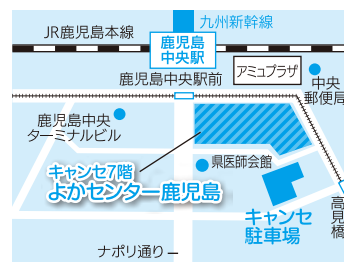 九州新幹線
JR鹿児島本線
鹿児島
中央駅
アミュプラザ
鹿児島中央駅前
中央
郵便局
鹿児島中央
ターミナルビル
県医師会館
キャンセ7階
よかセンター鹿児島
キャンセ
駐車場
高見橋
ナポリ通り